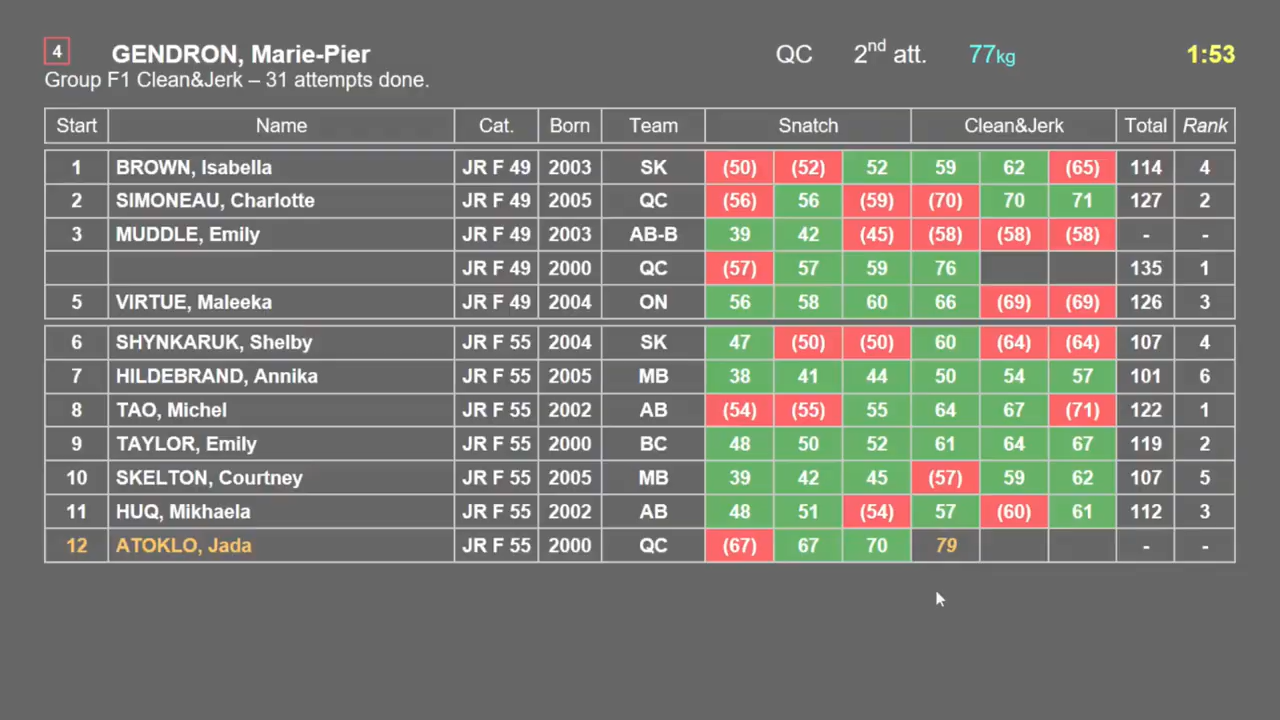 4 GENDRON, Marie-Pier QC 2nd att. 77kg 1:53
Group F1 Clean&Jerk – 31 attempts done.
Start Name Cat. Born Team Snatch Clean&Jerk Total Rank
1 BROWN, Isabella JR F 49 2003 SK (50) (52) 52 59 62 (65) 114 4
2 SIMONEAU, Charlotte JR F 49 2005 QC (56) 56 (59) (70) 70 71 127 2
3 MUDDLE, Emily JR F 49 2003 AB-B 39 42 (45) (58) (58) (58) - -
JR F 49 2000 QC (57) 57 59 76 135 1
5 VIRTUE, Maleeka JR F 49 2004 ON 56 58 60 66 (69) (69) 126 3
6 SHYNKARUK, Shelby JR F 55 2004 SK 47 (50) (50) 60 (64) (64) 107 4
7 HILDEBRAND, Annika JR F 55 2005 MB 38 41 44 50 54 57 101 6
8 TAO, Michel JR F 55 2002 AB (54) (55) 55 64 67 (71) 122 1
9 TAYLOR, Emily JR F 55 2000 BC 48 50 52 61 64 67 119 2
10 SKELTON, Courtney JR F 55 2005 MB 39 42 45 (57) 59 62 107 5
11 HUQ, Mikhaela JR F 55 2002 AB 48 51 (54) 57 (60) 61 112 3
12 ATOKLO, Jada JR F 55 2000 QC (67) 67 70 79 - -